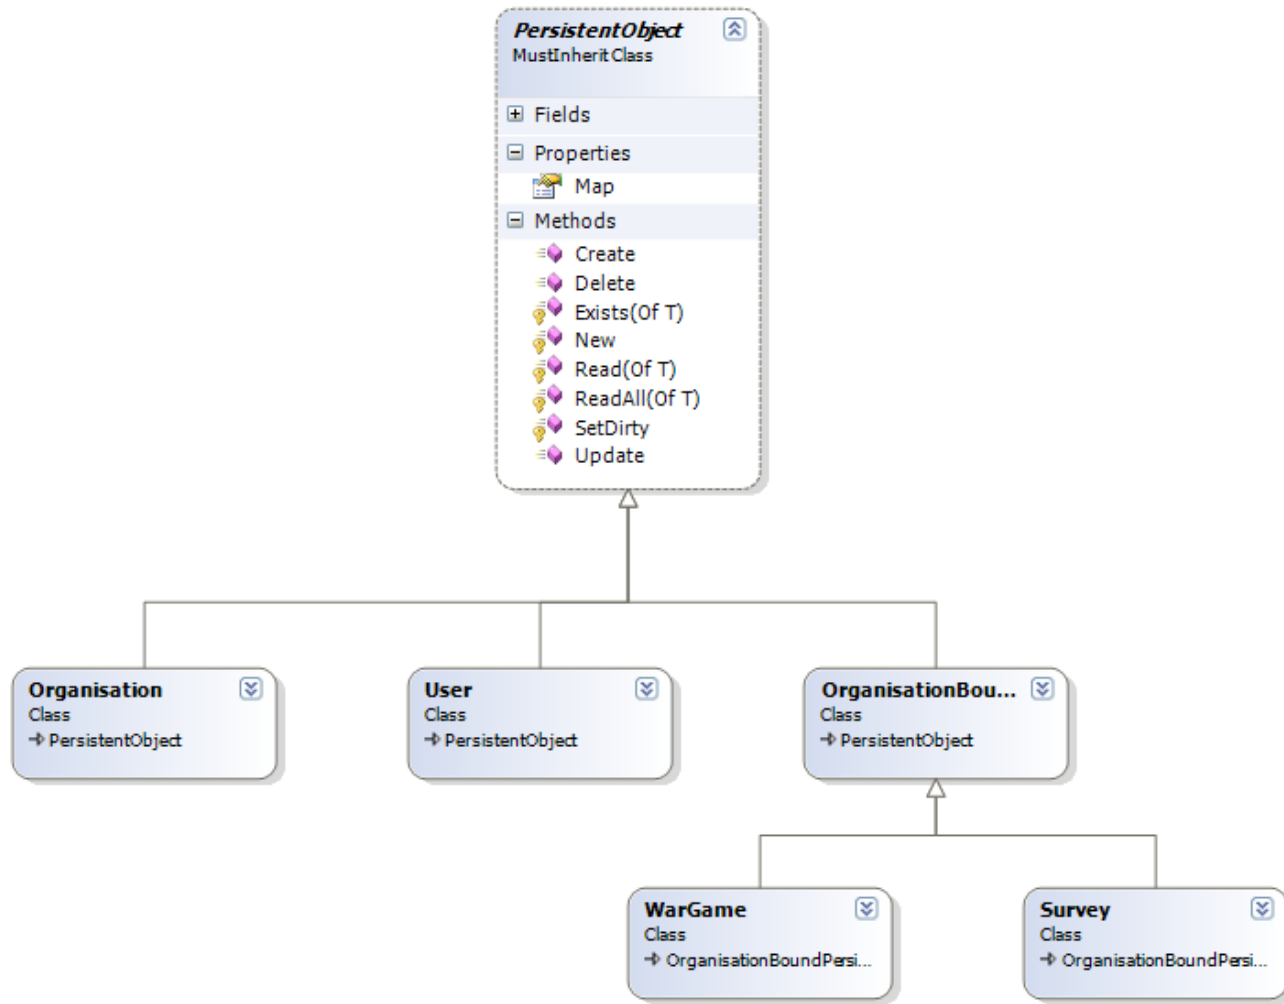 PersistentObject
MustInherit Class
Fields
Properties
Map
Methods
Create
Delete
Exists(Of T)
New
Read(Of T)
ReadAll(Of T)
SetDirty
Update
Organisation
Class
PersistentObject
User
Class
PersistentObject
OrganisationBou...
Class
PersistentObject
WarGame
Class
OrganisationBoundPersi...
Survey
Class
OrganisationBoundPersi...